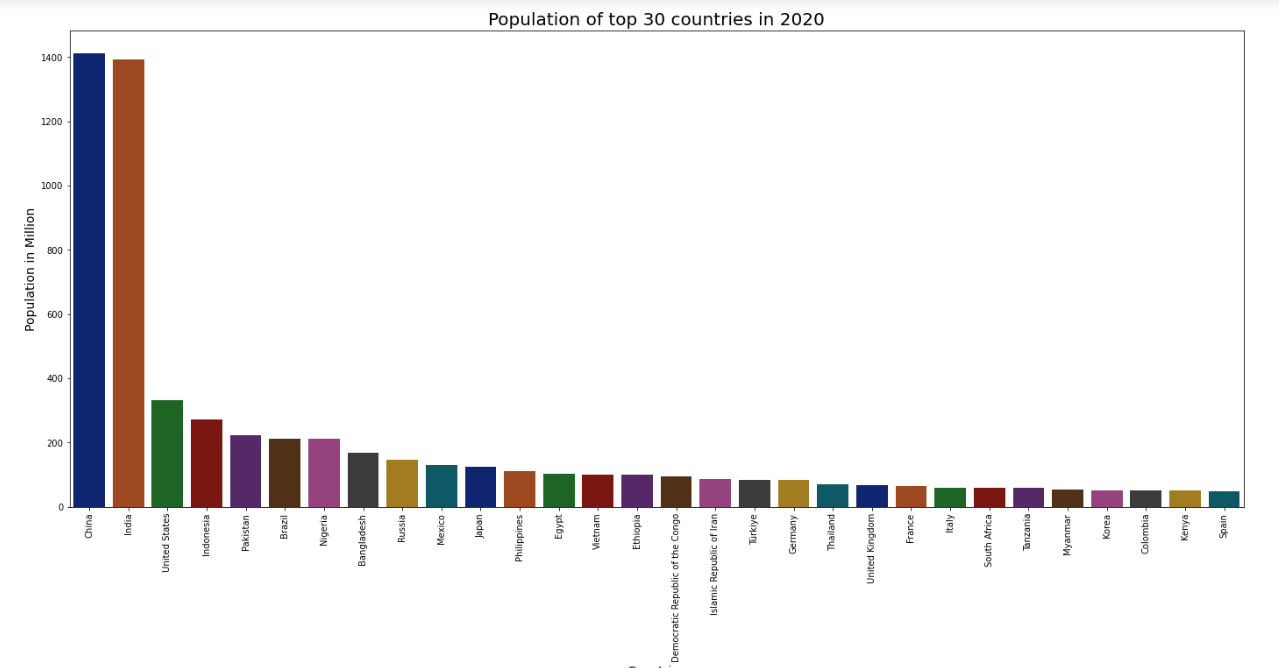 Population of top 30 countries in 2020
Population in Million
1400
1200
1000
800
600
400
200
0
China
India
United States
Indonesia
Pakistan
Brazil
Nigeria
Bangladesh
Russia
Mexico
Japan
Philippines
Egypt
Vietnam
Ethiopia
Democratic Republic of the Congo
Islamic Republic of Iran
Türkiye
Germany
Thailand
United Kingdom
France
Italy
South Africa
Tanzania
Myanmar
Korea
Colombia
Kenya
Spain